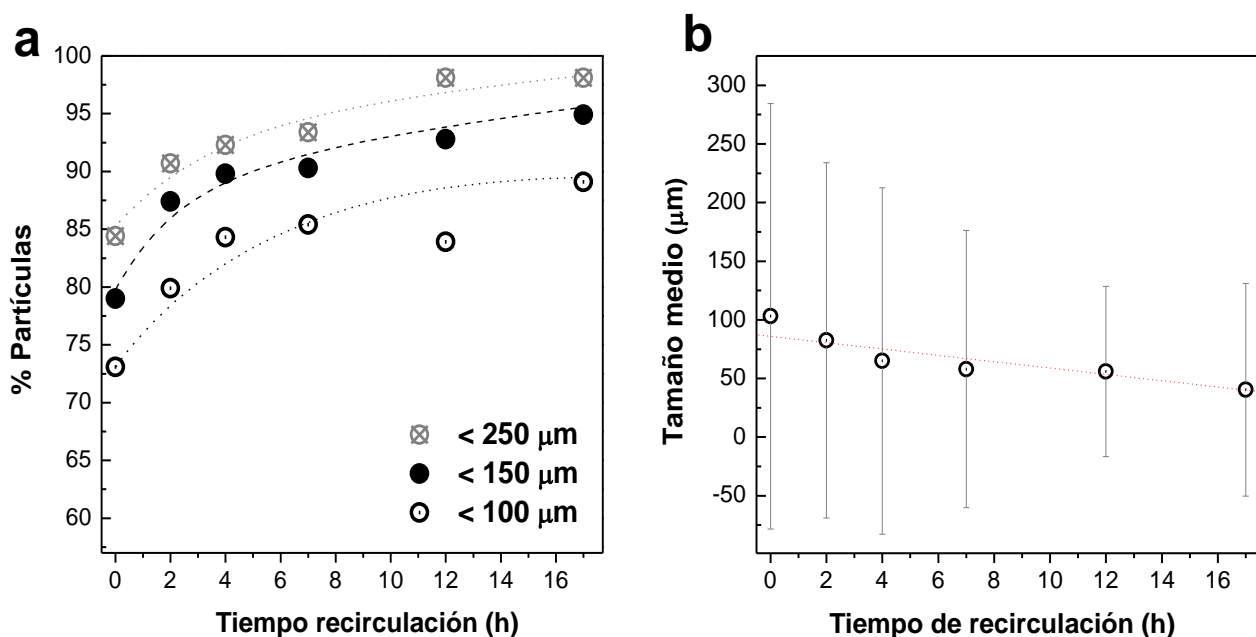 a
100
95
90
85
80
75
70
65
60
% Partículas
< 250 μm
< 150 μm
< 100 μm
0 2 4 6 8 10 12 14 16
Tiempo recirculación (h)
b
300
250
200
150
100
50
0
-50
Tamaño medio (μm)
0 2 4 6 8 10 12 14 16
Tiempo de recirculación (h)